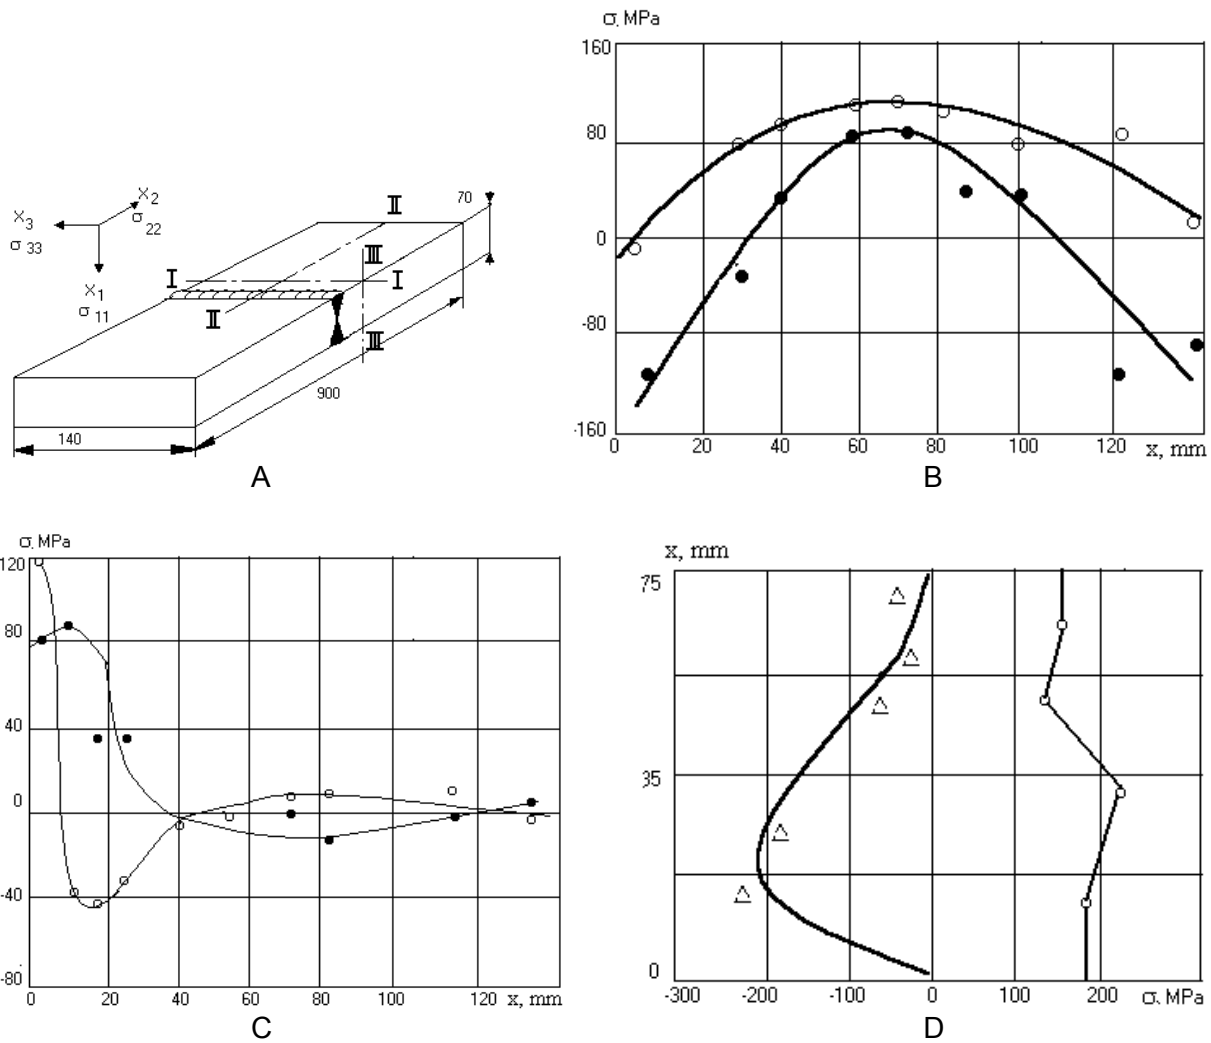 σ, MPa
160
80
0
-80
-160
0 20 40 60 80 100 120 x, mm
B
X2
σ 22
X3
σ 33
X1
σ 11
70
II
III
I
I
II
III
900
140
A
σ, MPa
120
80
40
0
-40
-80
0 20 40 60 80 100 120 x, mm
C
x, mm
75
35
0
-300 -200 -100 0 100 200 σ, MPa
D